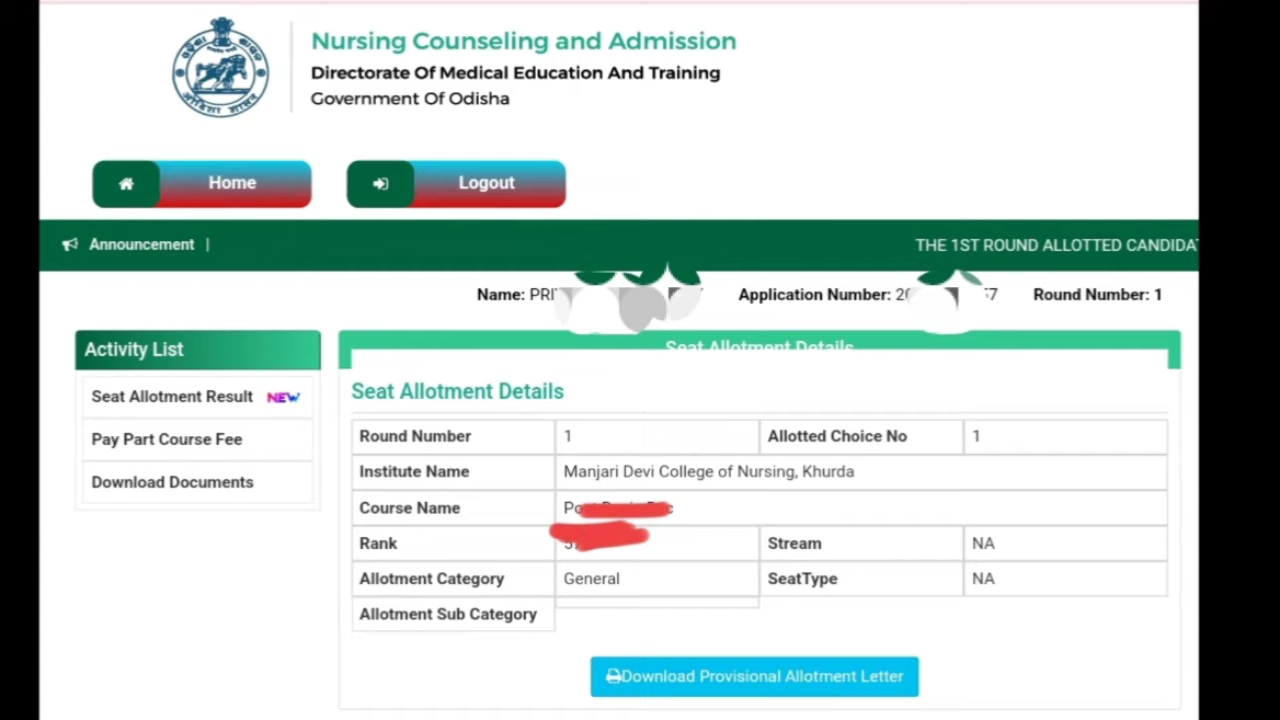 Nursing Counseling and Admission
Directorate Of Medical Education And Training
Government Of Odisha
Home
Logout
Announcement |
THE 1ST ROUND ALLOTTED
Name: Application Number: Round Number: 1
Activity List
Seat Allotment Result NEW
Pay Part Course Fee
Download Documents
Seat Allotment Details
Seat Allotment Details
Round Number 1 Allotted Choice No 1
Institute Name Manjari Devi College of Nursing, Khurda
Course Name
Rank Stream NA
Allotment Category General SeatType NA
Allotment Sub Category
Download Provisional Allotment Letter